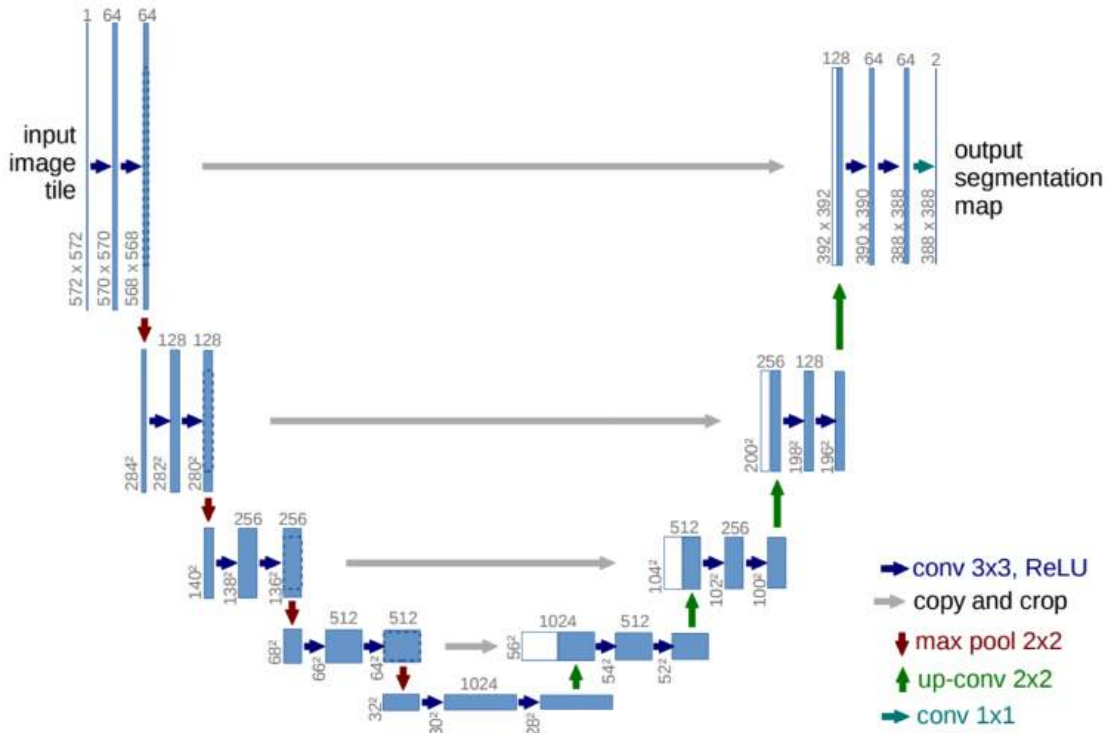 1 64 64
128 64 64 2
input
image
tile
output
segmentation
map
572 x 572
570 x 570
568 x 568
392 x 392
390 x 390
388 x 388
388 x 388
128 128
256 128
284²
282²
280²
200²
198²
196²
256 256
512 256
140²
138²
136²
104²
102²
100²
512 512
1024 512
68²
66²
64²
56²
54²
52²
1024
32²
30²
28²
conv 3x3, ReLU
copy and crop
max pool 2x2
up-conv 2x2
conv 1x1